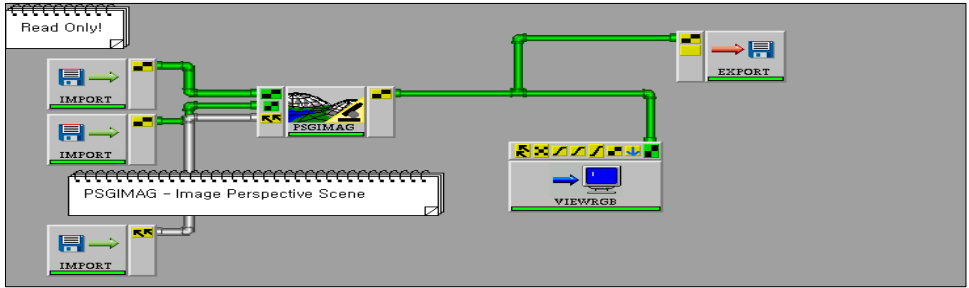 Read Only!
EXPORT
IMPORT
PSGIMAG
IMPORT
PSGIMAG - Image Perspective Scene
VIEWRGB
IMPORT